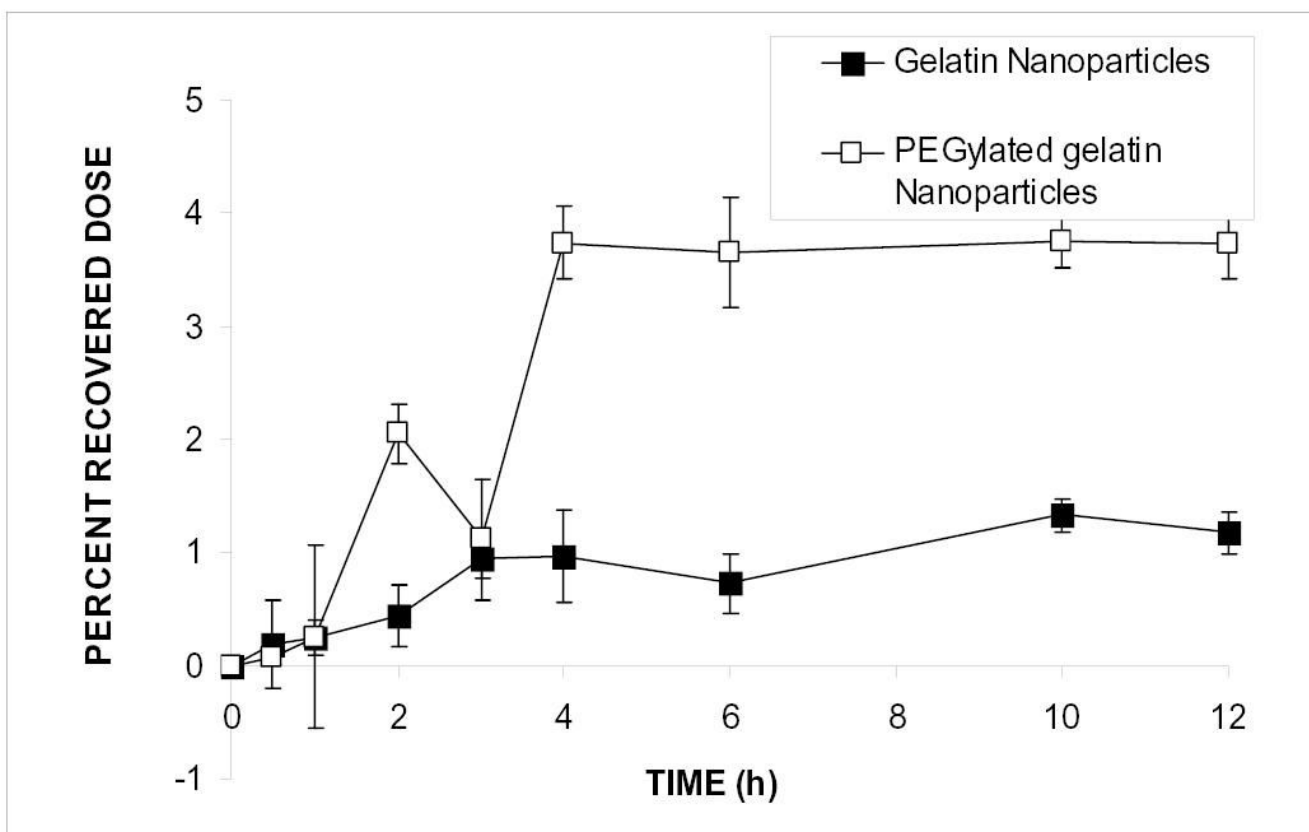 Gelatin Nanoparticles
PEGylated gelatin
Nanoparticles
PERCENT RECOVERED DOSE
5
4
3
2
1
0
-1
0 2 4 6 8 10 12
TIME (h)